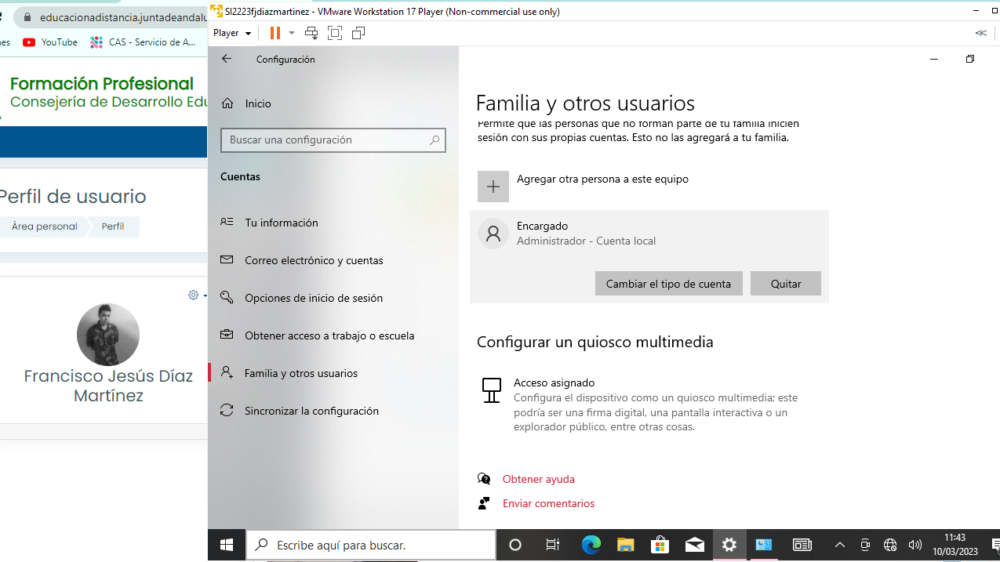 educacionadistancia.juntadeandalu
nes
YouTube
CAS - Servicio de A...
Formación Profesional
Consejería de Desarrollo Edu
Perfil de usuario
Área personal
Perfil
Francisco Jesús Díaz
Martínez
SI2223fjdiazmartinez - VMware Workstation 17 Player (Non-commercial use only)
Player
Configuración
Inicio
Buscar una configuración
Cuentas
Tu información
Correo electrónico y cuentas
Opciones de inicio de sesión
Obtener acceso a trabajo o escuela
Familia y otros usuarios
Sincronizar la configuración
Familia y otros usuarios
Permite que las personas que no forman parte de tu familia inicien
sesión con sus propias cuentas. Esto no las agregará a tu familia.
Agregar otra persona a este equipo
Encargado
Administrador - Cuenta local
Cambiar el tipo de cuenta
Quitar
Configurar un quiosco multimedia
Acceso asignado
Configura el dispositivo como un quiosco multimedia; este
podría ser una firma digital, una pantalla interactiva o un
explorador público, entre otras cosas.
Obtener ayuda
Enviar comentarios
Escribe aquí para buscar.
11:43
10/03/2023